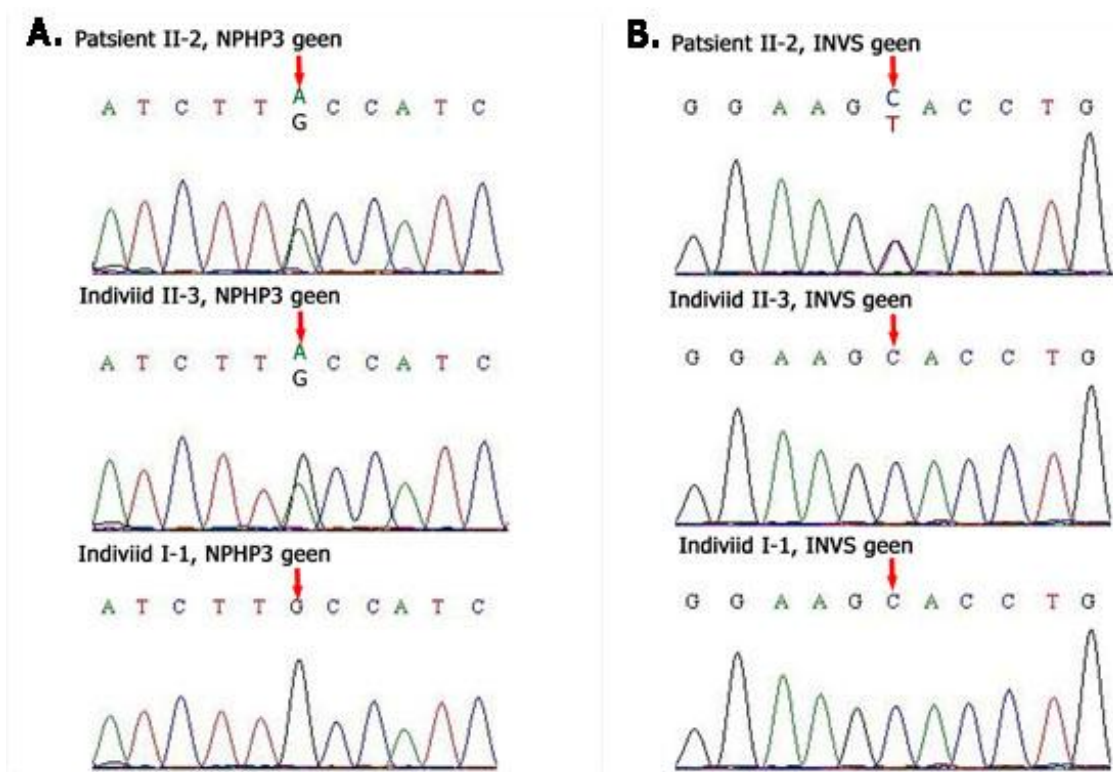 A. Patsient II-2, NPHP3 geen
A T C T T A C C A T C
G
Indiviid II-3, NPHP3 geen
A T C T T A C C A T C
G
Indiviid I-1, NPHP3 geen
A T C T T G C C A T C
B. Patsient II-2, INVS geen
G G A A G C A C C T G
T
Indiviid II-3, INVS geen
G G A A G C A C C T G
Indiviid I-1, INVS geen
G G A A G C A C C T G